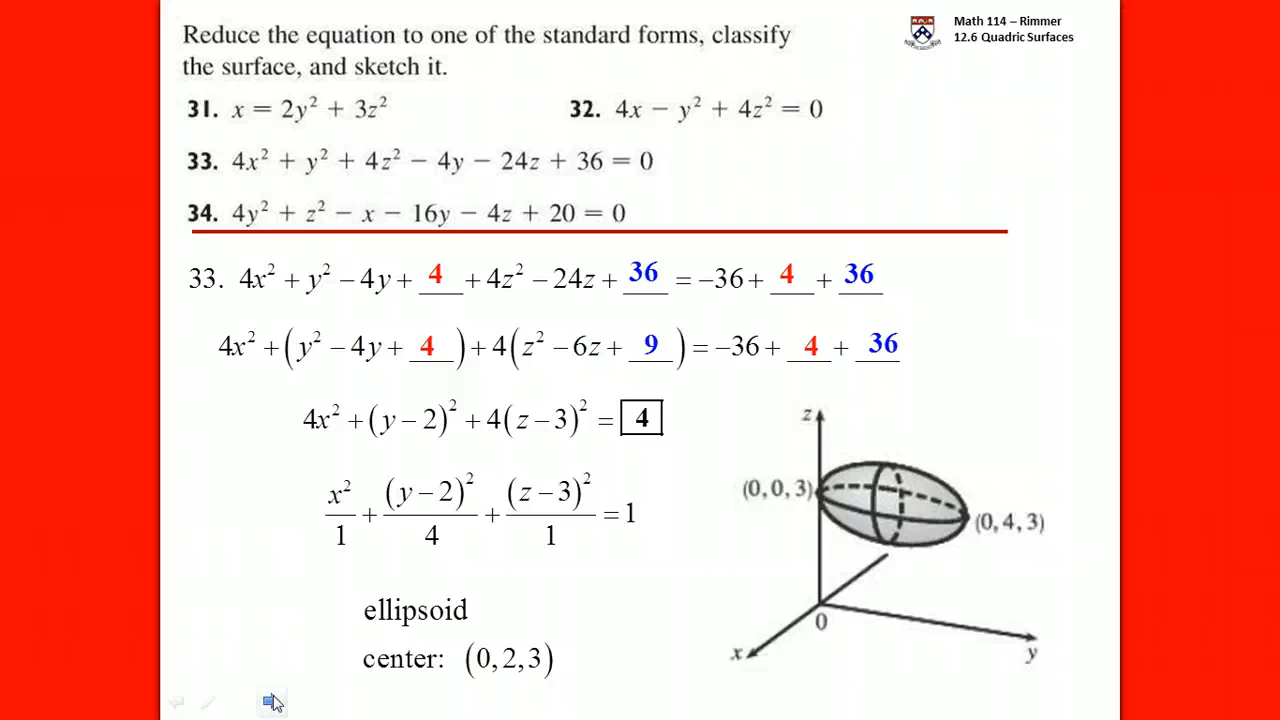 Math 114 – Rimmer
12.6 Quadric Surfaces
Reduce the equation to one of the standard forms, classify
the surface, and sketch it.
31. x = 2y² + 3z² 32. 4x − y² + 4z² = 0
33. 4x² + y² + 4z² − 4y − 24z + 36 = 0
34. 4y² + z² − x − 16y − 4z + 20 = 0
33. 4x² + y² − 4y + 4 + 4z² − 24z + 36 = −36 + 4 + 36
4x² + (y² − 4y + 4) + 4(z² − 6z + 9) = −36 + 4 + 36
4x² + (y − 2)² + 4(z − 3)² = 4
x²/1 + (y − 2)²/4 + (z − 3)²/1 = 1
ellipsoid
center: (0, 2, 3)
z
(0, 0, 3)
(0, 4, 3)
0
x
y